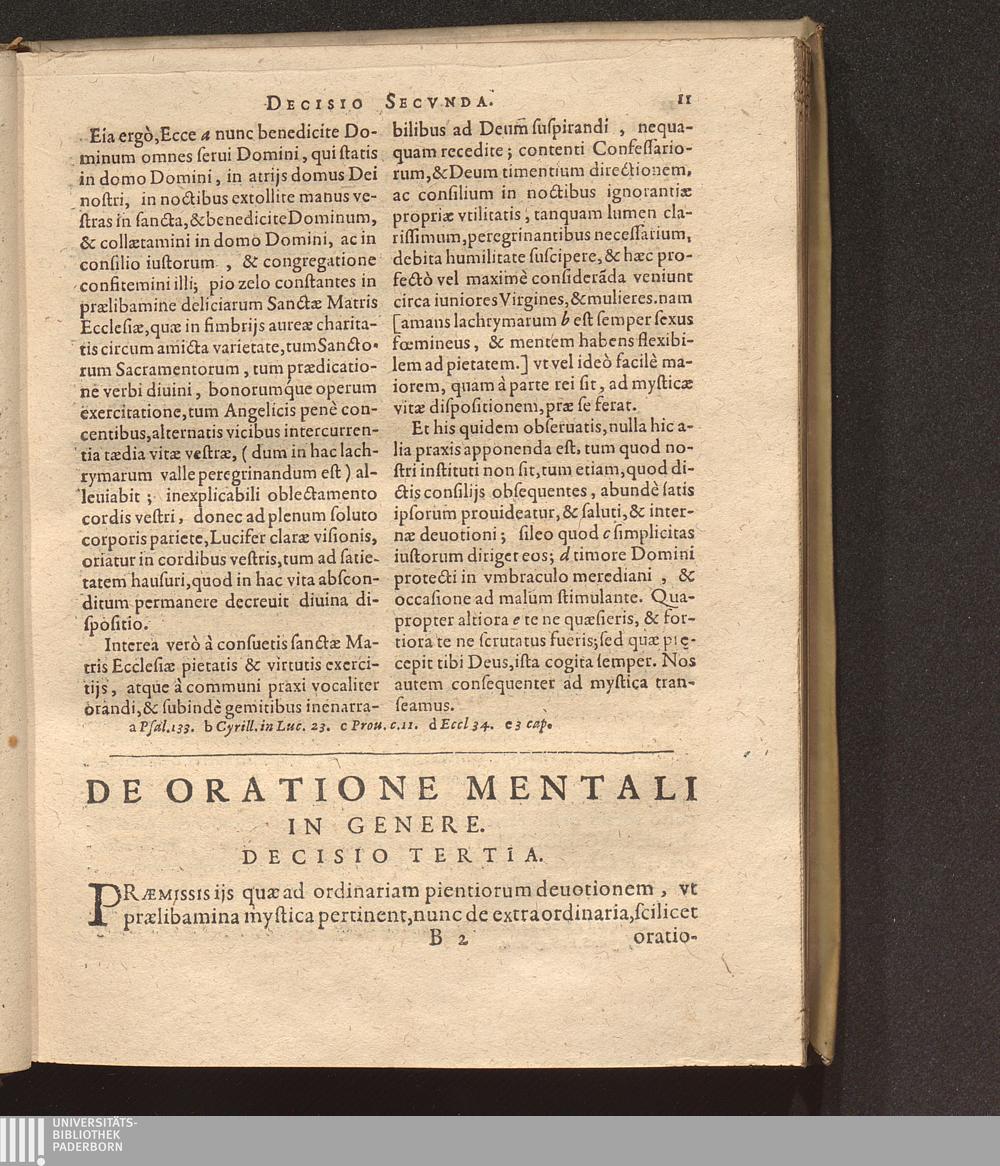 DECISIO SECVNDA. 11
Eia ergò, Ecce a nunc benedicite Do-
minum omnes serui Domini, qui statis
in domo Domini, in atrijs domus Dei
nostri, in noctibus extollite manus ve-
stras in sancta, & benedicite Dominum,
& collætamini in domo Domini, ac in
consilio iustorum , & congregatione
confitemini illi; pio zelo constantes in
prælibamine deliciarum Sanctæ Matris
Ecclesiæ, quæ in fimbrijs aureæ charita-
tis circum amicta varietate, tum Sancto-
rum Sacramentorum, tum prædicatio-
ne verbi diuini, bonorumq́ue operum
exercitatione, tum Angelicis penè con-
centibus, alternatis vicibus intercurren-
tia tædia vitæ vestræ, ( dum in hac lach-
rymarum valle peregrinandum est ) al-
leuiabit ; inexplicabili oblectamento
cordis vestri, donec ad plenum soluto
corporis pariete, Lucifer claræ visionis,
oriatur in cordibus vestris, tum ad satie-
tatem hausuri, quod in hac vita abscon-
ditum permanere decreuit diuina di-
spositio.
Interea verò à consuetis sanctæ Ma-
tris Ecclesiæ pietatis & virtutis exerci-
tijs, atque à communi praxi vocaliter
orandi, & subindè gemitibus inenarra-
bilibus ad Deum suspirandi , nequa-
quam recedite; contenti Confessario-
rum, & Deum timentium directionem,
ac consilium in noctibus ignorantiæ
propriæ vtilitatis, tanquam lumen cla-
rissimum, peregrinantibus necessarium,
debita humilitate suscipere, & hæc pro-
fectò vel maximè considerãda veniunt
circa iuniores Virgines, & mulieres. nam
[amans lachrymarum b est semper sexus
fœmineus, & mentem habens flexibi-
lem ad pietatem.] vt vel ideò facilè ma-
iorem, quam à parte rei sit, ad mysticæ
vitæ dispositionem, præ se ferat.
Et his quidem obseruatis, nulla hic a-
lia praxis apponenda est, tum quod no-
stri instituti non sit, tum etiam, quod di-
ctis consilijs obsequentes, abundè satis
ipsorum prouideatur, & saluti, & inter-
næ deuotioni; sileo quod c simplicitas
iustorum diriget eos; d timore Domini
protecti in vmbraculo merediani , &
occasione ad malum stimulante. Qua-
propter altiora e te ne quæsieris, & for-
tiora te ne scrutatus fueris; sed quæ præ-
cepit tibi Deus, ista cogita semper. Nos
autem consequenter ad mystica tran-
seamus.
a Psal. 133. b Cyrill. in Luc. 23. c Prou. c. 11. d Eccl 34. e 3 cap.
DE ORATIONE MENTALI
IN GENERE.
DECISIO TERTIA.
PRÆMISSIS ijs quæ ad ordinariam pientiorum deuotionem , vt
prælibamina mystica pertinent, nunc de extraordinaria, scilicet
B 2 oratio-
UNIVERSITÄTS-
BIBLIOTHEK
PADERBORN